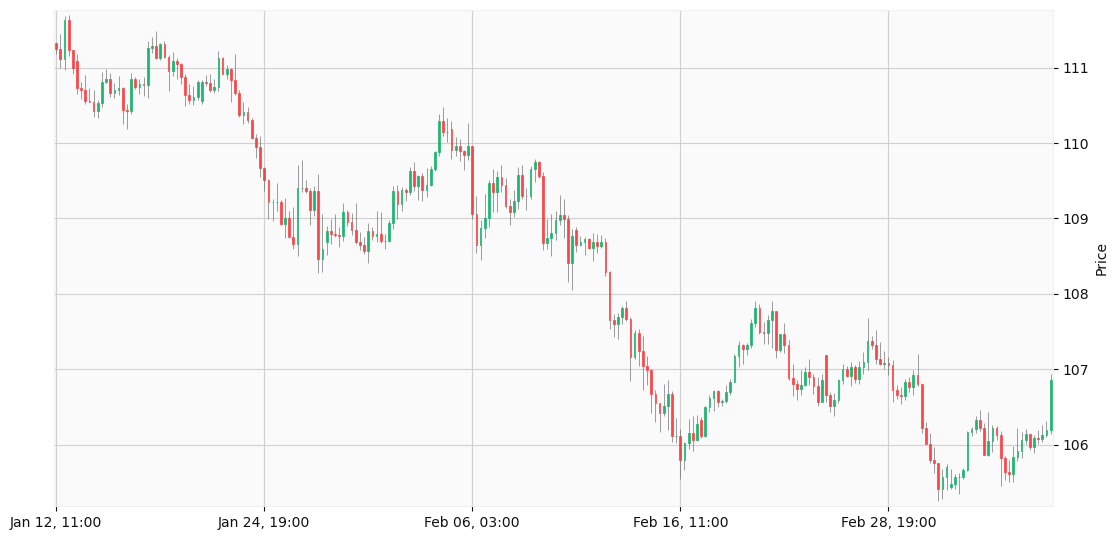 111
110
109
108
107
106
Price
Jan 12, 11:00
Jan 24, 19:00
Feb 06, 03:00
Feb 16, 11:00
Feb 28, 19:00